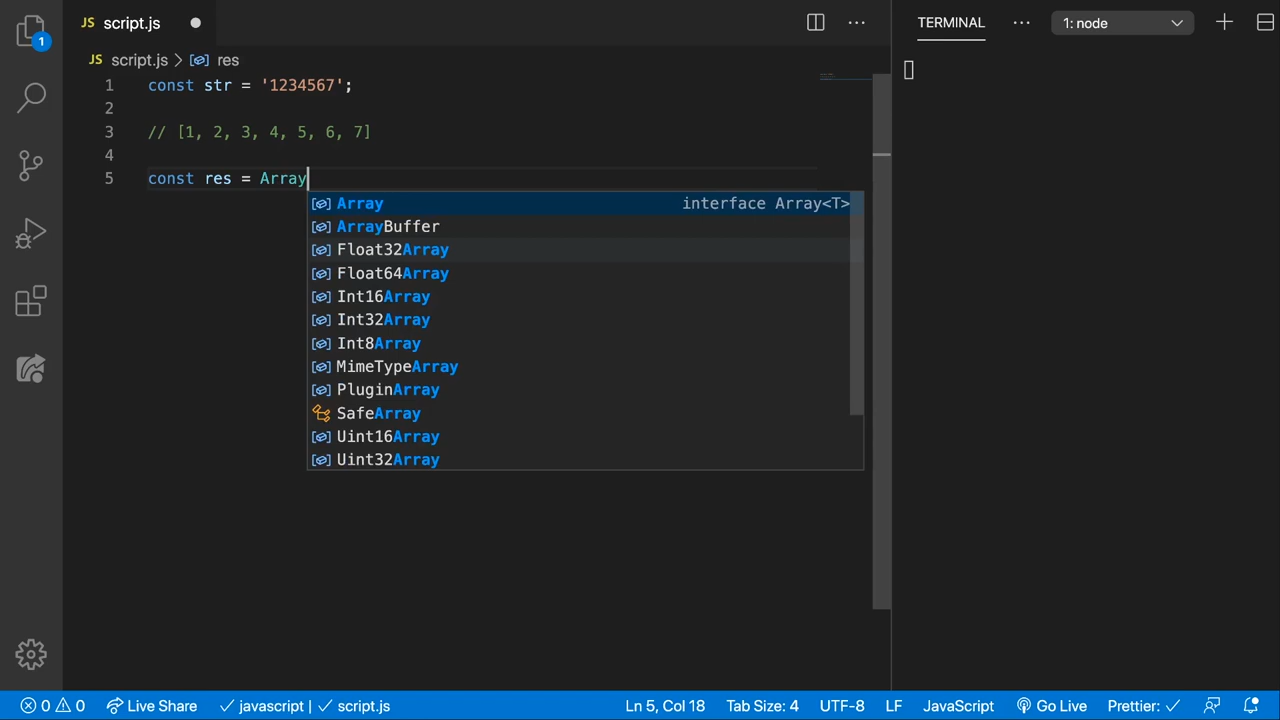 JS script.js
TERMINAL ... 1: node
1
JS script.js > res
1 const str = '1234567';
2
3 // [1, 2, 3, 4, 5, 6, 7]
4
5 const res = Array
Array interface Array<T>
ArrayBuffer
Float32Array
Float64Array
Int16Array
Int32Array
Int8Array
MimeTypeArray
PluginArray
SafeArray
Uint16Array
Uint32Array
0 0 Live Share javascript | script.js Ln 5, Col 18 Tab Size: 4 UTF-8 LF JavaScript Go Live Prettier: